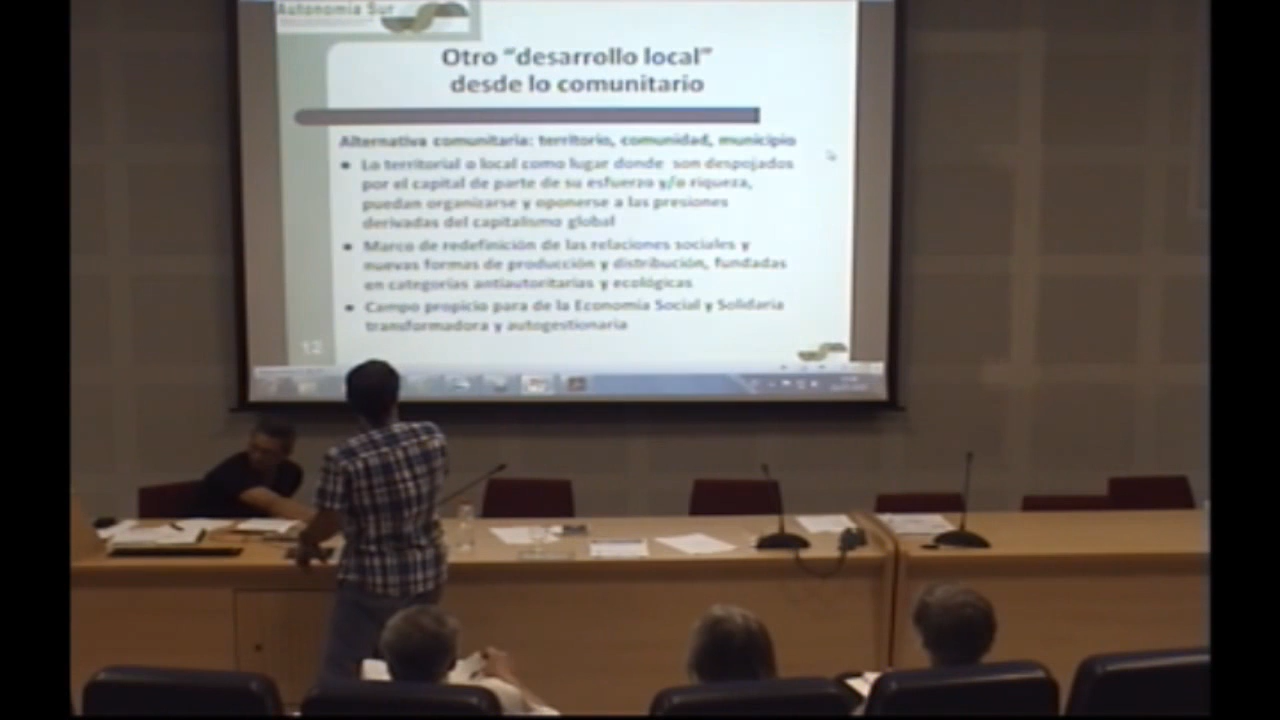 Autonomía Sur
Otro “desarrollo local”
desde lo comunitario
Alternativa comunitaria: territorio, comunidad, municipio
• Lo territorial o local como lugar donde son despojados
por el capital de parte de su esfuerzo y/o riqueza,
puedan organizarse y oponerse a las presiones
derivadas del capitalismo global
• Marco de redefinición de las relaciones sociales y
nuevas formas de producción y distribución, fundadas
en categorías antiautoritarias y ecológicas
• Campo propicio para de la Economía Social y Solidaria
transformadora y autogestionaria
12